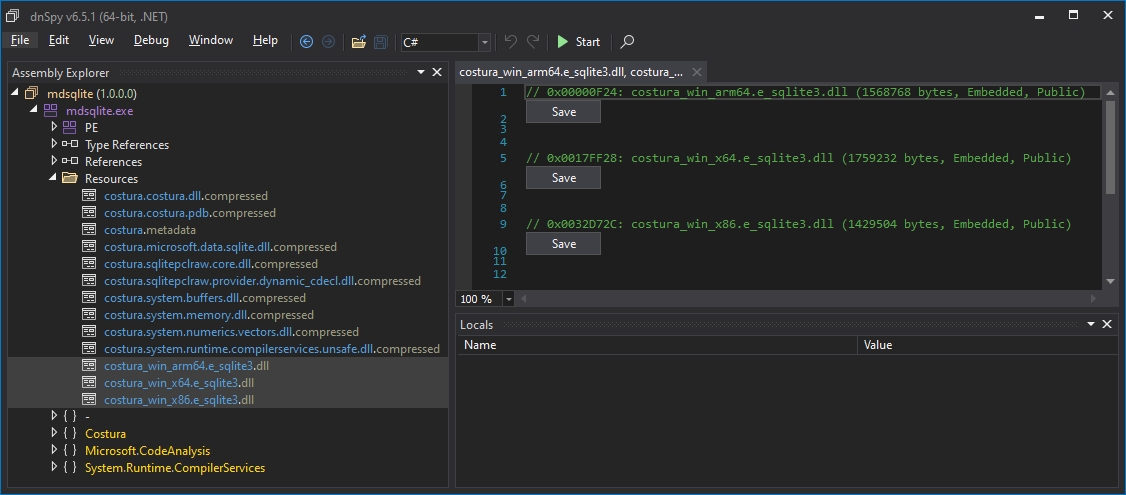 dnSpy v6.5.1 (64-bit, .NET)
File Edit View Debug Window Help C# Start
Assembly Explorer
mdsqlite (1.0.0.0)
mdsqlite.exe
PE
Type References
References
Resources
costura.costura.dll.compressed
costura.costura.pdb.compressed
costura.metadata
costura.microsoft.data.sqlite.dll.compressed
costura.sqlitepclraw.core.dll.compressed
costura.sqlitepclraw.provider.dynamic_cdecl.dll.compressed
costura.system.buffers.dll.compressed
costura.system.memory.dll.compressed
costura.system.numerics.vectors.dll.compressed
costura.system.runtime.compilerservices.unsafe.dll.compressed
costura_win_arm64.e_sqlite3.dll
costura_win_x64.e_sqlite3.dll
costura_win_x86.e_sqlite3.dll
{ } -
{ } Costura
{ } Microsoft.CodeAnalysis
{ } System.Runtime.CompilerServices
costura_win_arm64.e_sqlite3.dll, costura_...
1 // 0x00000F24: costura_win_arm64.e_sqlite3.dll (1568768 bytes, Embedded, Public)
Save
2
3
4
5 // 0x0017FF28: costura_win_x64.e_sqlite3.dll (1759232 bytes, Embedded, Public)
Save
6
7
8
9 // 0x0032D72C: costura_win_x86.e_sqlite3.dll (1429504 bytes, Embedded, Public)
Save
10
11
12
100 %
Locals
Name Value